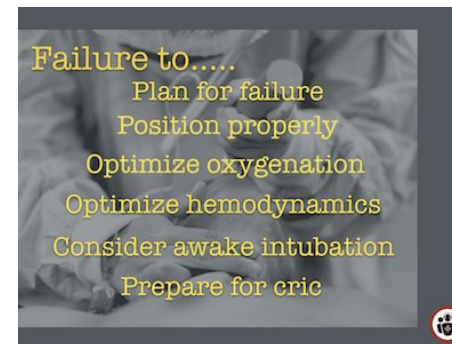 Failure to.....
Plan for failure
Position properly
Optimize oxygenation
Optimize hemodynamics
Consider awake intubation
Prepare for cric